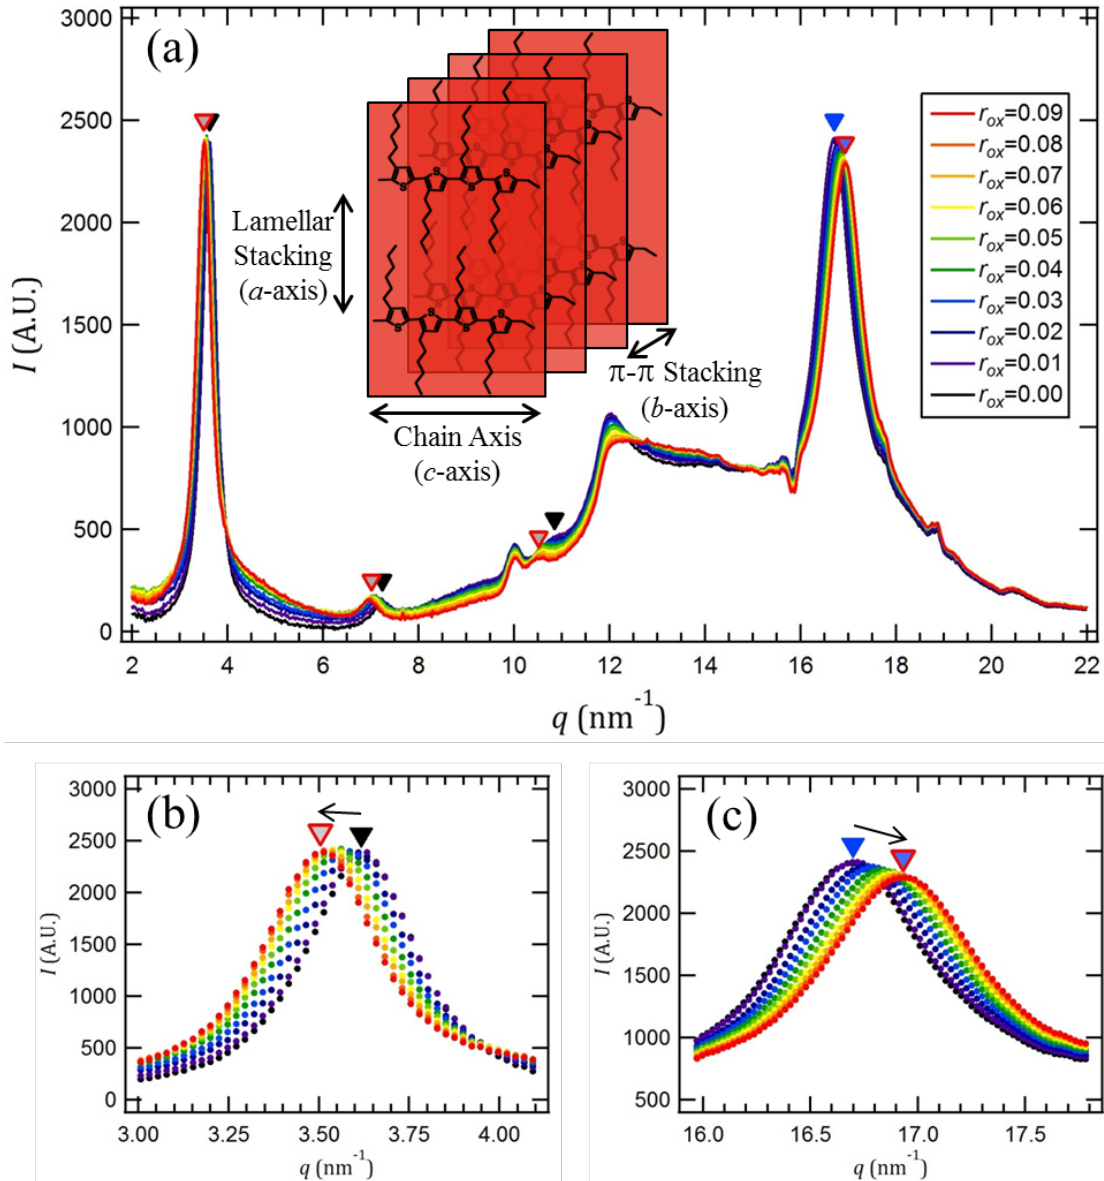 (a)
3000
2500
2000
1500
1000
500
0
I (A.U.)
2 4 6 8 10 12 14 16 18 20 22
q (nm⁻¹)
Lamellar
Stacking
(a-axis)
S S S S
S S S S
π-π Stacking
(b-axis)
Chain Axis
(c-axis)
r_ox=0.09
r_ox=0.08
r_ox=0.07
r_ox=0.06
r_ox=0.05
r_ox=0.04
r_ox=0.03
r_ox=0.02
r_ox=0.01
r_ox=0.00
(b)
3000
2500
2000
1500
1000
500
0
I (A.U.)
3.00 3.25 3.50 3.75 4.00
q (nm⁻¹)
(c)
3000
2500
2000
1500
1000
500
I (A.U.)
16.0 16.5 17.0 17.5
q (nm⁻¹)